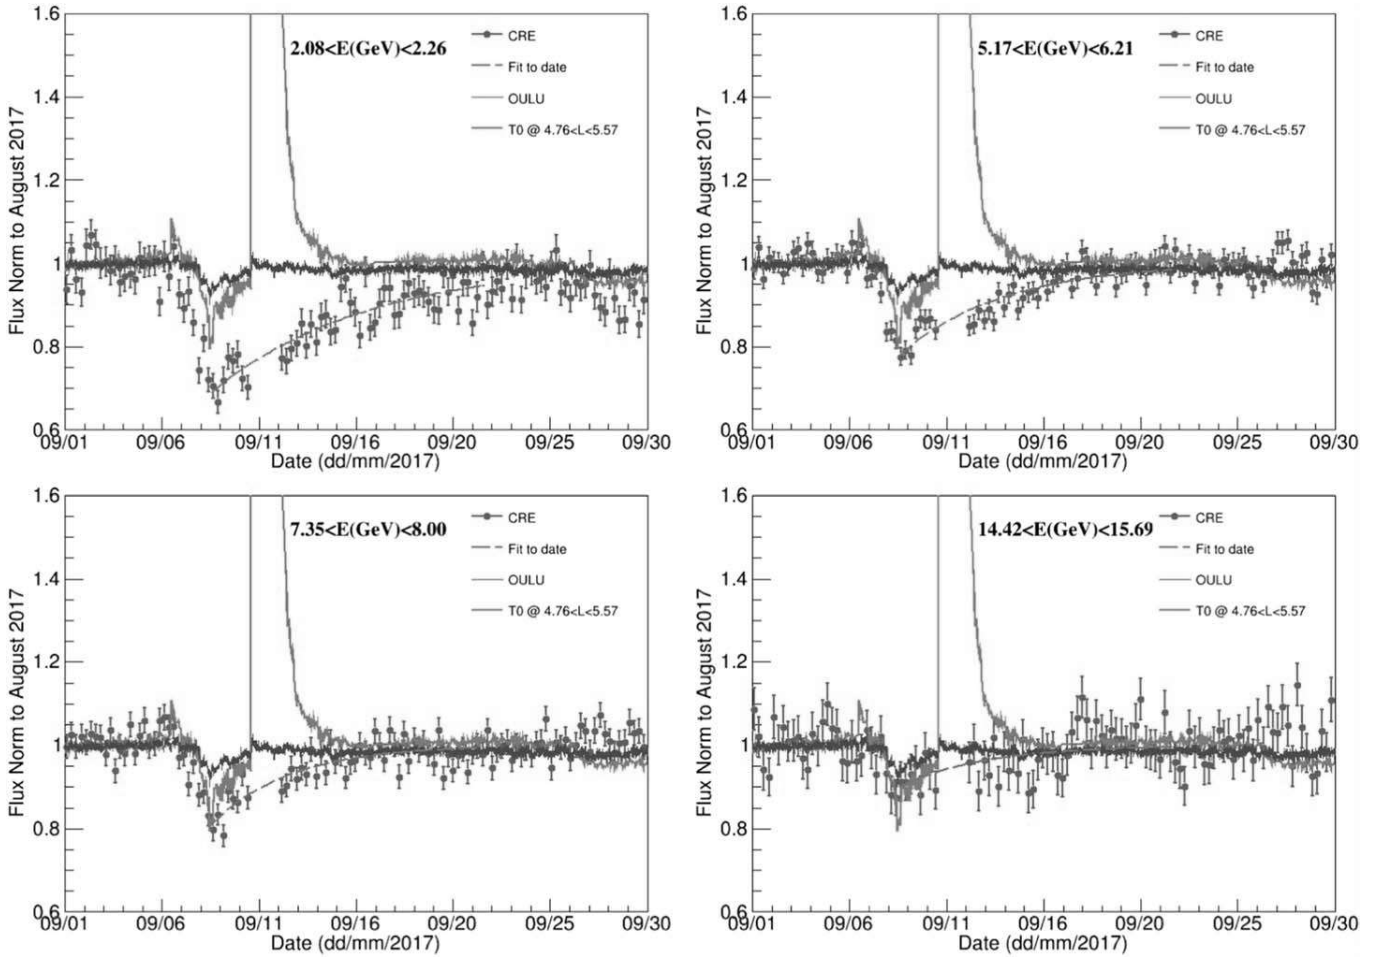 1.6
1.4
1.2
1
0.8
0.6
Flux Norm to August 2017
2.08<E(GeV)<2.26
CRE
Fit to date
OULU
T0 @ 4.76<L<5.57
09/01 09/06 09/11 09/16 09/20 09/25 09/30
Date (dd/mm/2017)
1.6
1.4
1.2
1
0.8
0.6
Flux Norm to August 2017
5.17<E(GeV)<6.21
CRE
Fit to date
OULU
T0 @ 4.76<L<5.57
09/01 09/06 09/11 09/16 09/20 09/25 09/30
Date (dd/mm/2017)
1.6
1.4
1.2
1
0.8
0.6
Flux Norm to August 2017
7.35<E(GeV)<8.00
CRE
Fit to date
OULU
T0 @ 4.76<L<5.57
09/01 09/06 09/11 09/16 09/20 09/25 09/30
Date (dd/mm/2017)
1.6
1.4
1.2
1
0.8
0.6
Flux Norm to August 2017
14.42<E(GeV)<15.69
CRE
Fit to date
OULU
T0 @ 4.76<L<5.57
09/01 09/06 09/11 09/16 09/20 09/25 09/30
Date (dd/mm/2017)